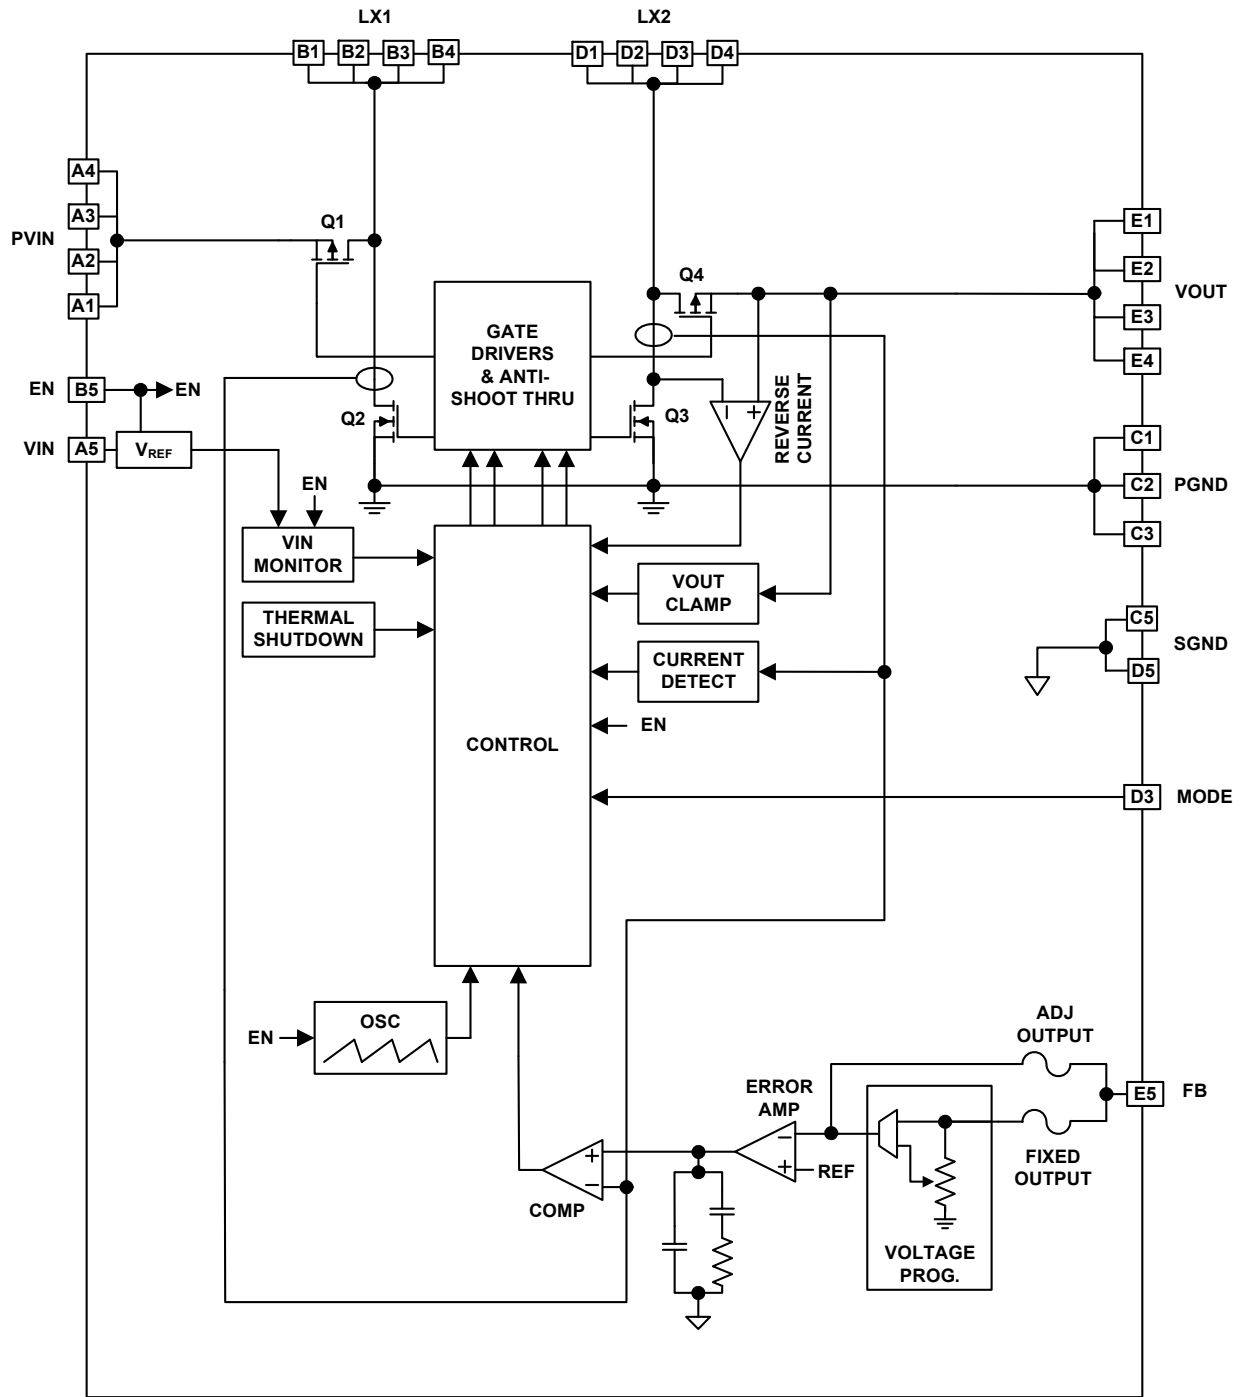 LX1
LX2
B1 B2 B3 B4
D1 D2 D3 D4
A4
A3
PVIN
A2
A1
Q1
Q4
E1
E2
VOUT
E3
E4
GATE
DRIVERS
& ANTI-
SHOOT THRU
EN
B5
EN
VIN
A5
VREF
Q2
Q3
REVERSE
CURRENT
C1
C2
PGND
C3
EN
VIN
MONITOR
THERMAL
SHUTDOWN
VOUT
CLAMP
CURRENT
DETECT
EN
CONTROL
C5
SGND
D5
D3
MODE
EN
OSC
ADJ
OUTPUT
ERROR
AMP
E5
FB
REF
FIXED
OUTPUT
COMP
VOLTAGE
PROG.